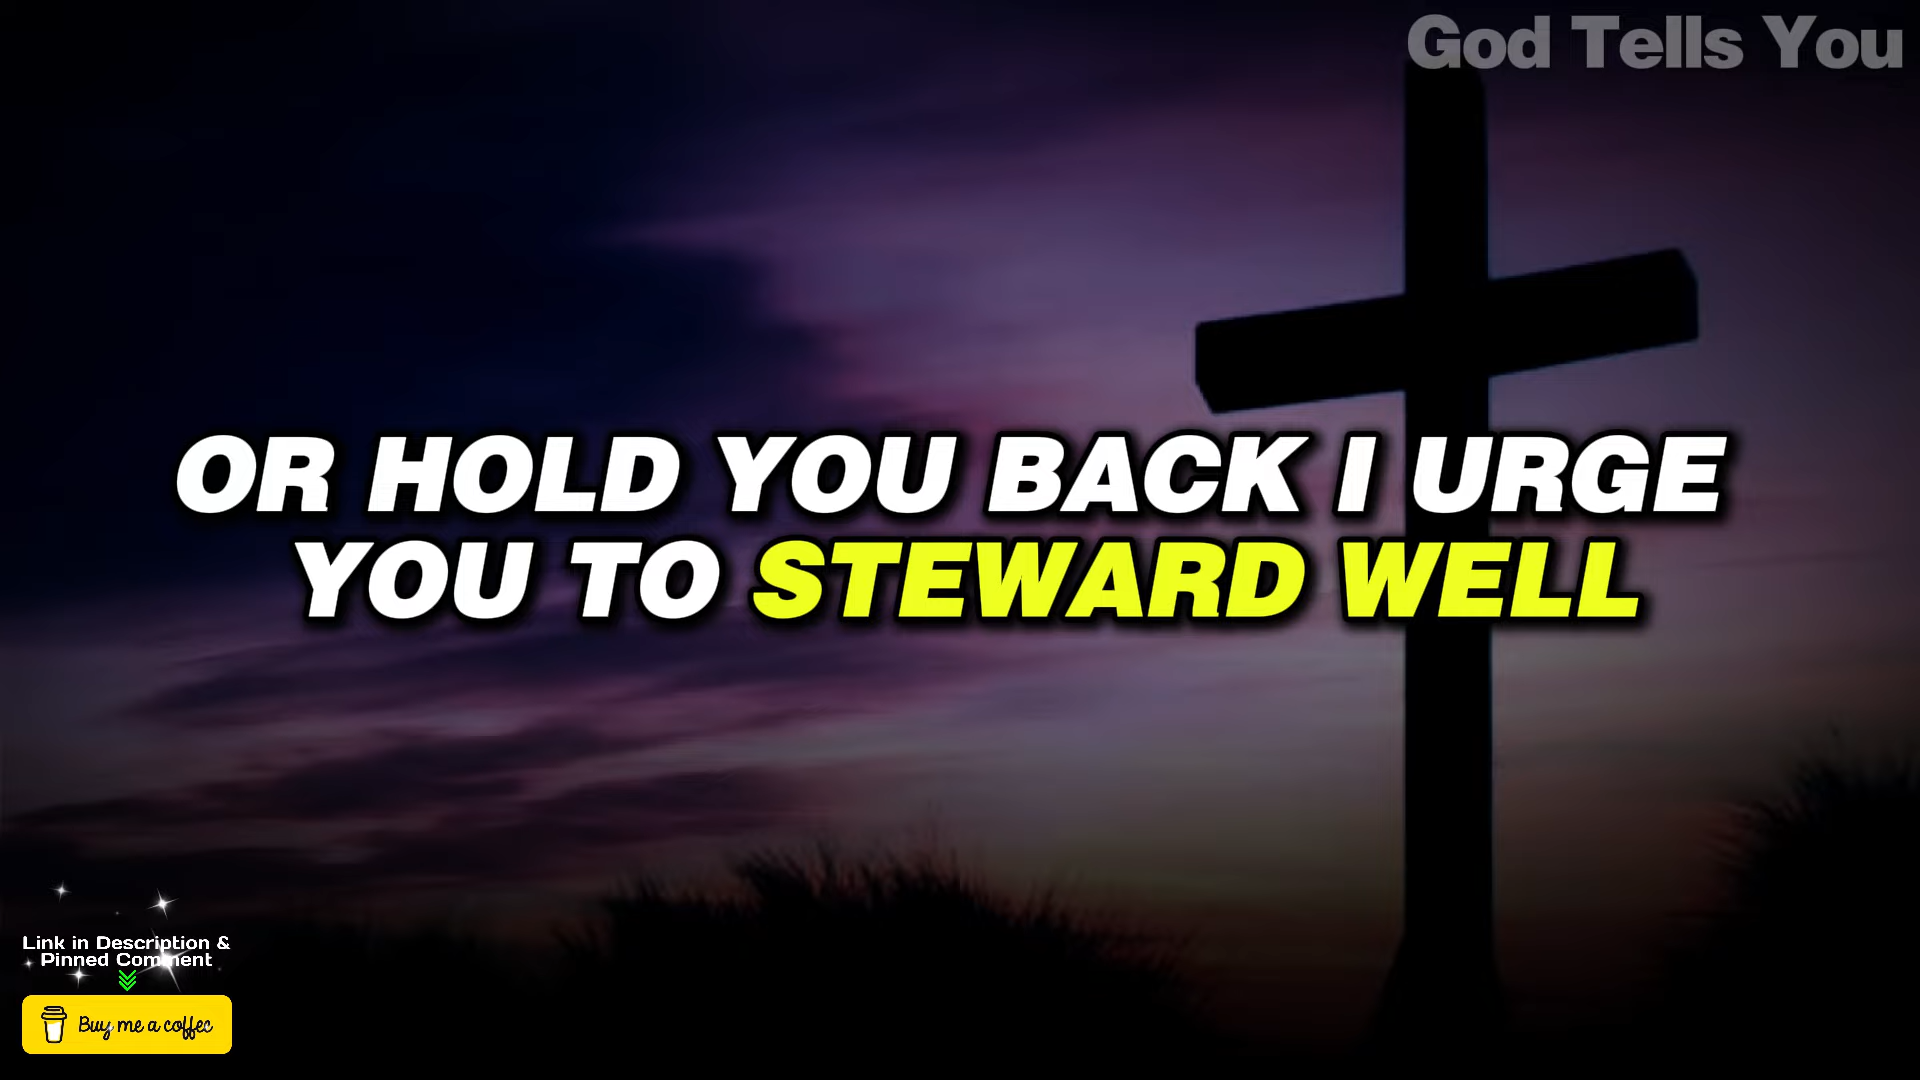 God Tells You
OR HOLD YOU BACK I URGE
YOU TO STEWARD WELL
Link in Description &
Pinned Comment
Buy me a coffee